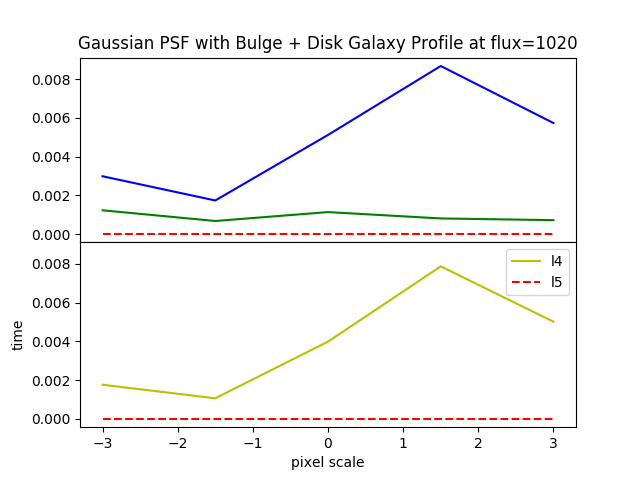 Gaussian PSF with Bulge + Disk Galaxy Profile at flux=1020
0.008
0.006
0.004
0.002
0.000
0.008
0.006
0.004
0.002
0.000
time
l4
l5
−3 −2 −1 0 1 2 3
pixel scale